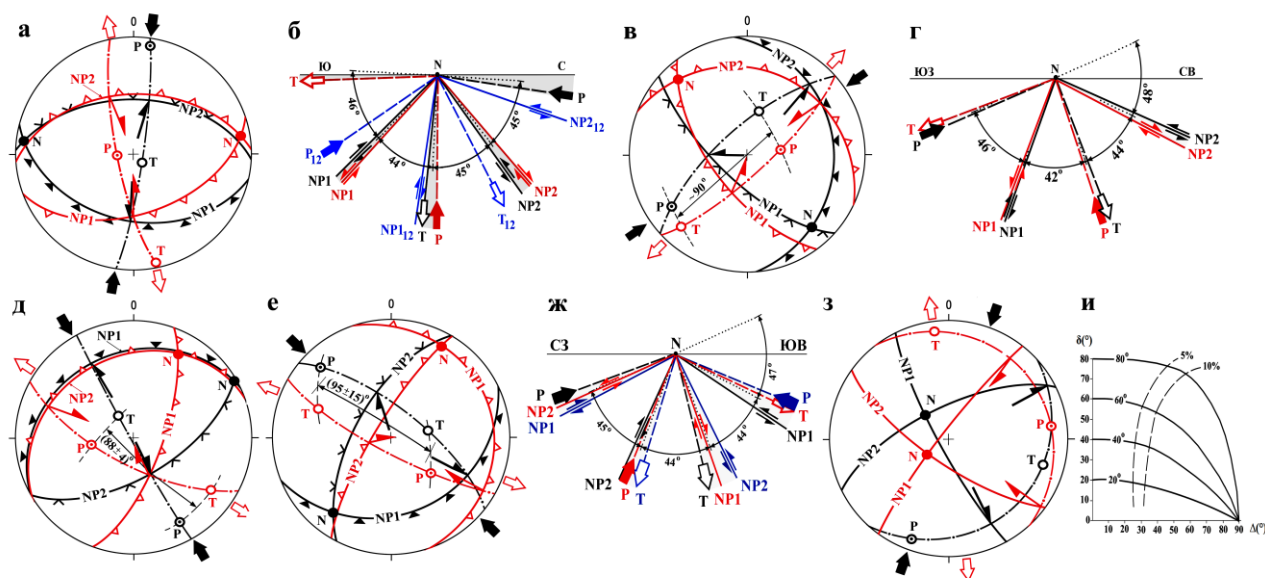 а
0
P
NP2
NP2
N
N
P
T
NP1
NP1
T
б
Ю
N
С
T
P
46°
45°
NP2₁₂
P₁₂
44°
45°
NP1
NP1
NP2
NP2
NP1₁₂
T
P
T₁₂
в
0
NP2
NP2
N
T
P
~90°
P
T
NP1
NP1
N
г
ЮЗ
N
СВ
T
P
48°
NP2
NP2
46°
44°
42°
NP1
NP1
P
T
д
0
NP1
N
N
NP2
T
P
(88±4)°
NP1
NP2
T
P
е
0
P
N
NP2
(95±15)°
T
T
NP1
P
NP2
N
NP1
ж
СЗ
N
ЮВ
P
NP2
NP1
47°
P
T
NP1
45°
44°
44°
NP2
P
T
T
NP1
NP2
з
0
T
NP1
N
NP2
P
N
T
NP2
NP1
P
и
δ(°)
80
80°
5%
10%
70
60
60°
50
40
40°
30
20
20°
10
0
10 20 30 40 50 60 70 80 90 Δ(°)